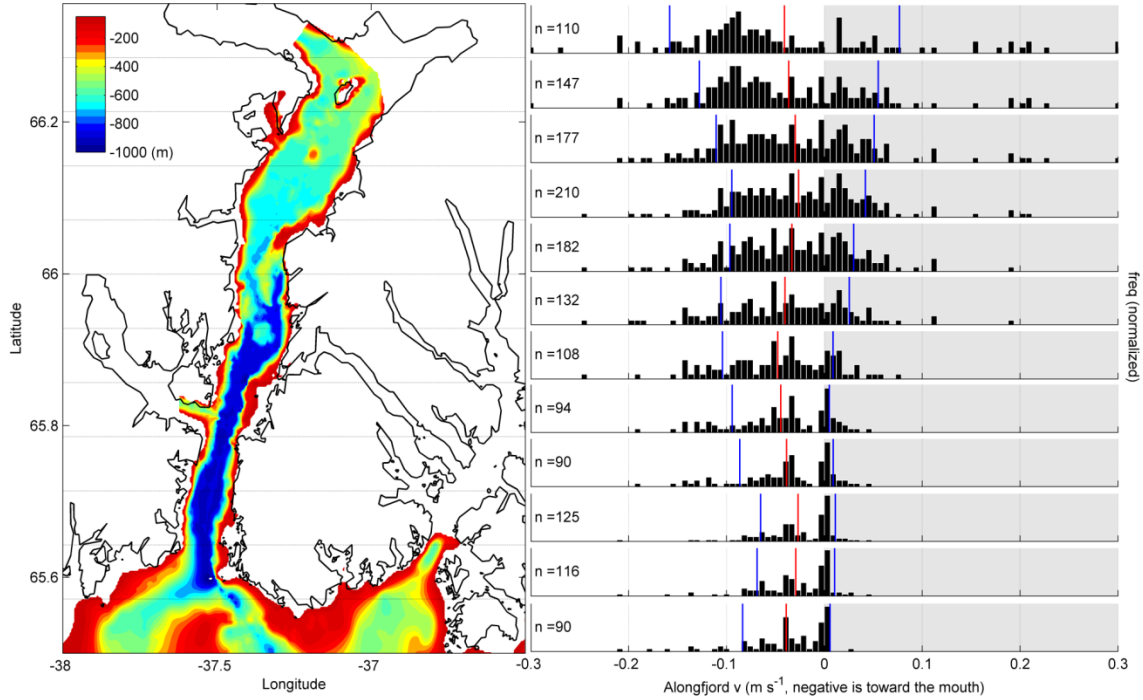 -200
-400
-600
-800
-1000 (m)
66.2
66
65.8
65.6
Latitude
-38
-37.5
-37
Longitude
n =110
n =147
n =177
n =210
n =182
n =132
n =108
n =94
n =90
n =125
n =116
n =90
freq (normalized)
-0.3
-0.2
-0.1
0
0.1
0.2
0.3
Alongfjord v (m s⁻¹, negative is toward the mouth)